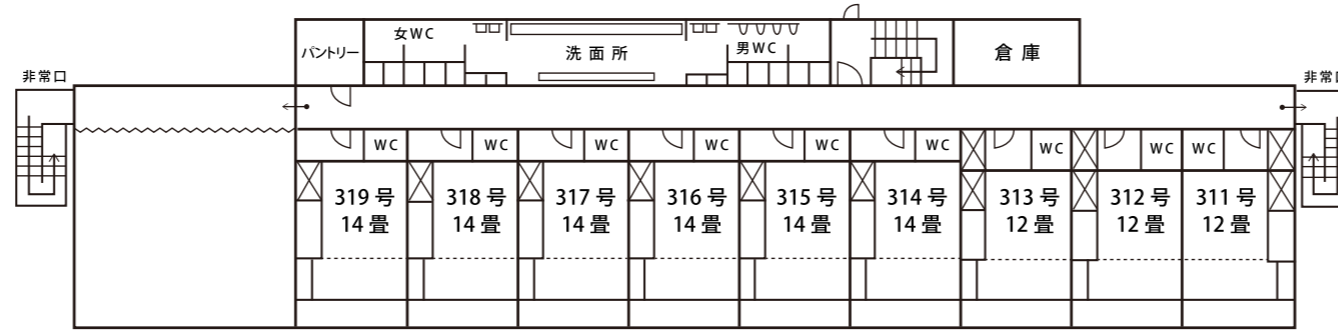 女WC
男WC
パントリー
洗面所
倉庫
非常口
非常口
WC
WC
WC
WC
WC
WC
WC
WC
WC
319号
14畳
318号
14畳
317号
14畳
316号
14畳
315号
14畳
314号
14畳
313号
12畳
312号
12畳
311号
12畳